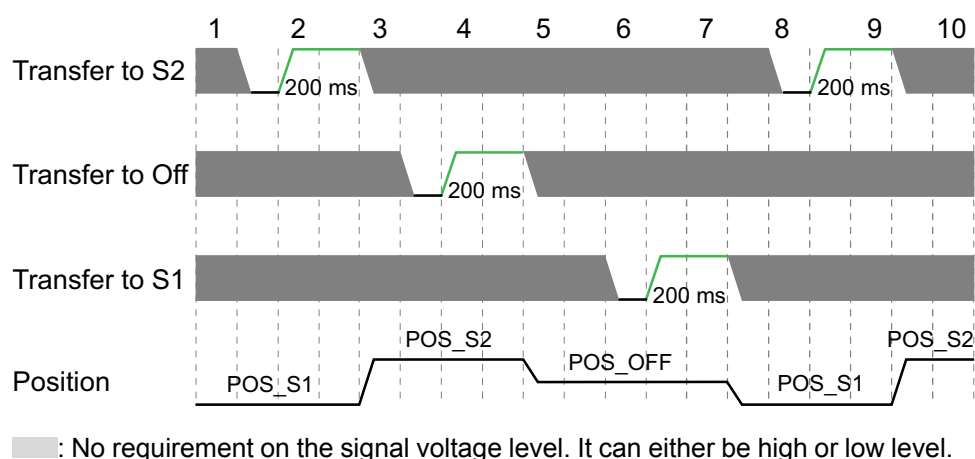 1 2 3 4 5 6 7 8 9 10
Transfer to S2
200 ms
200 ms
Transfer to Off
200 ms
Transfer to S1
200 ms
Position
POS_S1
POS_S2
POS_OFF
POS_S1
POS_S2
: No requirement on the signal voltage level. It can either be high or low level.